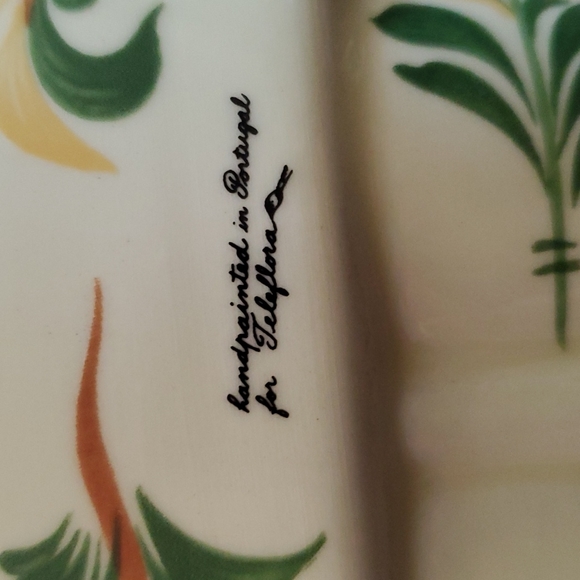 handpainted in Portugal
for Teleflora